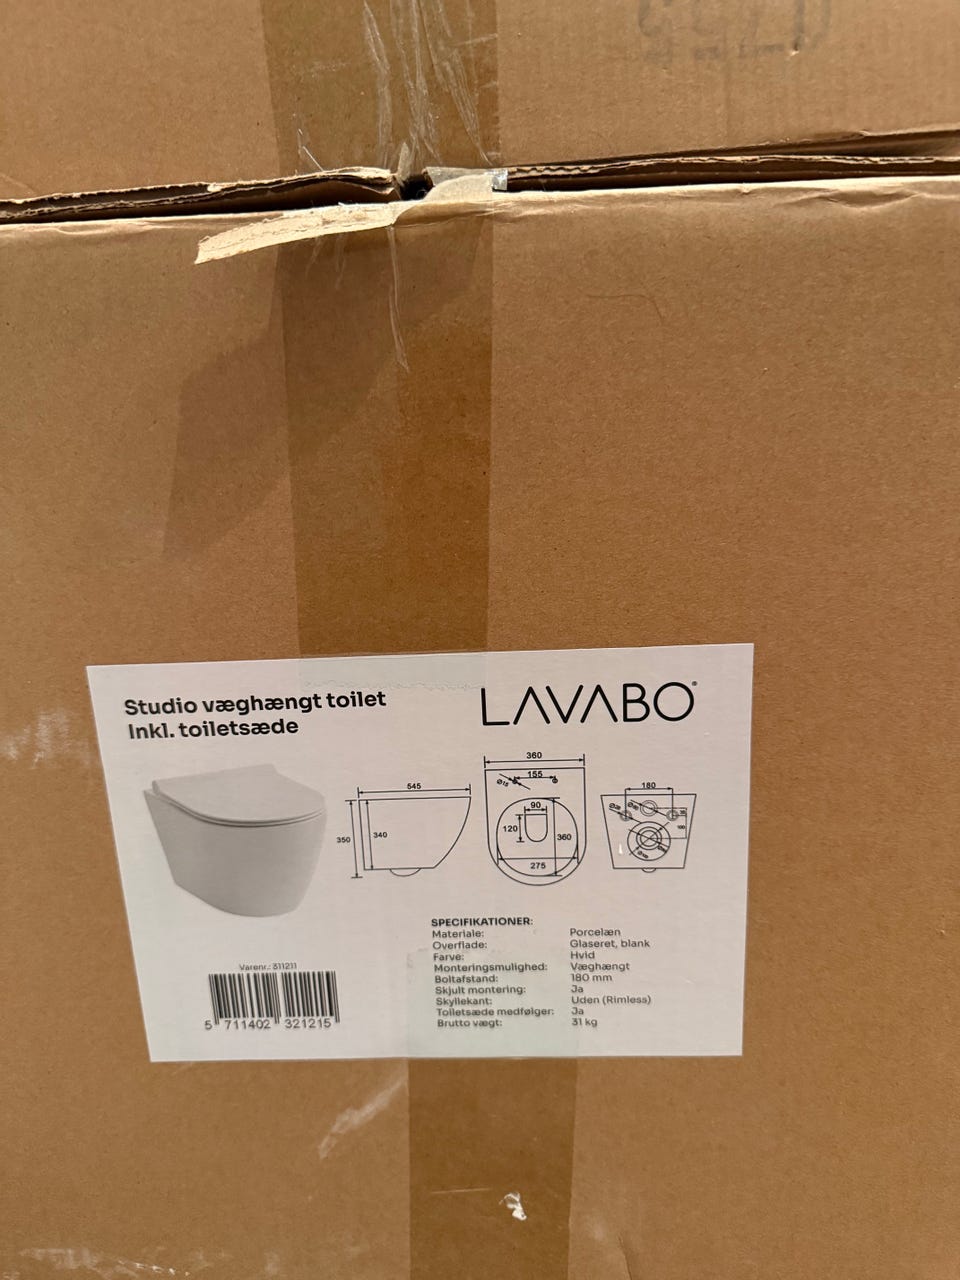 Studio væghængt toilet
Inkl. toiletsæde
LAVABO®
545
350
340
360
155
90
120
360
275
180
100
SPECIFIKATIONER:
Materiale: Porcelæn
Overflade: Glaseret, blank
Farve: Hvid
Monteringsmulighed: Væghængt
Boltafstand: 180 mm
Skjult montering: Ja
Skyllekant: Uden (Rimless)
Toiletsæde medfølger: Ja
Brutto vægt: 31 kg
Varenr.: 311211
5 711402 321215